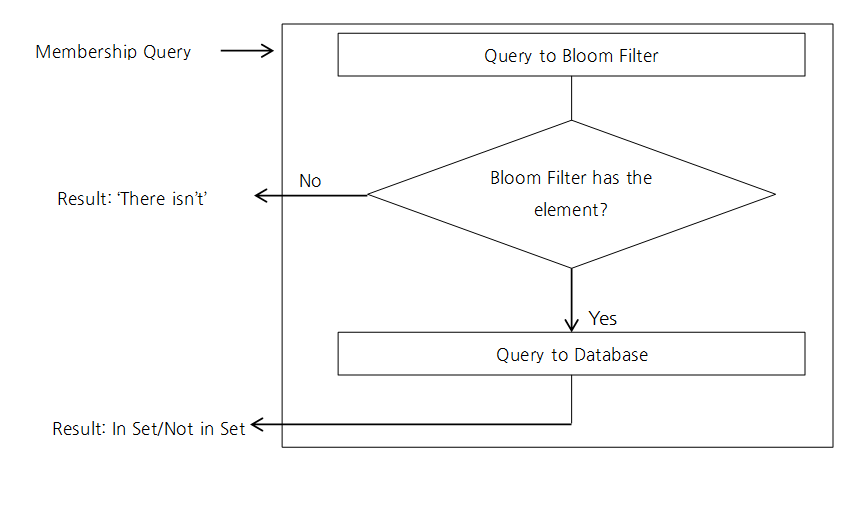 Membership Query
Query to Bloom Filter
No
Bloom Filter has the
element?
Result: ‘There isn’t’
Yes
Query to Database
Result: In Set/Not in Set